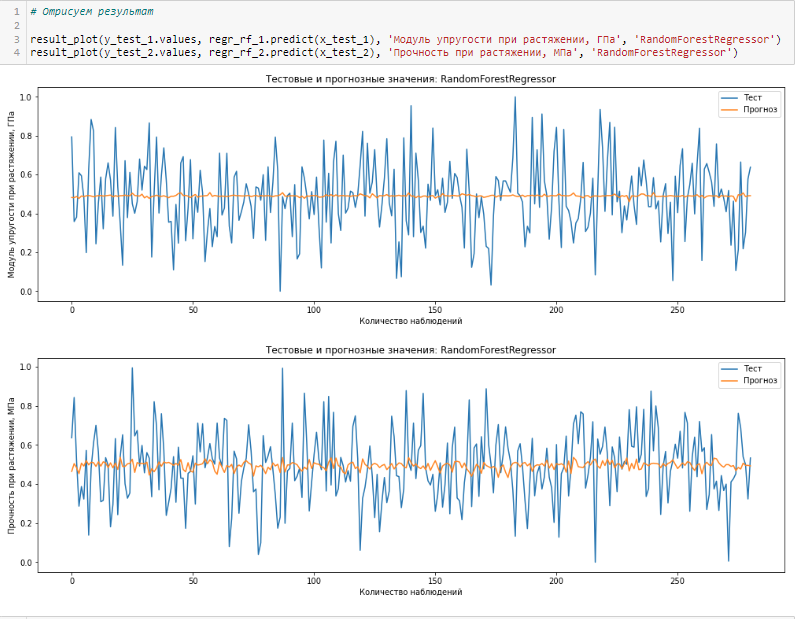 1 # Отрисуем результат
2
3 result_plot(y_test_1.values, regr_rf_1.predict(x_test_1), 'Модуль упругости при растяжении, ГПа', 'RandomForestRegressor')
4 result_plot(y_test_2.values, regr_rf_2.predict(x_test_2), 'Прочность при растяжении, МПа', 'RandomForestRegressor')
Тестовые и прогнозные значения: RandomForestRegressor
Модуль упругости при растяжении, ГПа
1.0
0.8
0.6
0.4
0.2
0.0
Тест
Прогноз
0 50 100 150 200 250
Количество наблюдений
Тестовые и прогнозные значения: RandomForestRegressor
Прочность при растяжении, МПа
1.0
0.8
0.6
0.4
0.2
0.0
Тест
Прогноз
0 50 100 150 200 250
Количество наблюдений